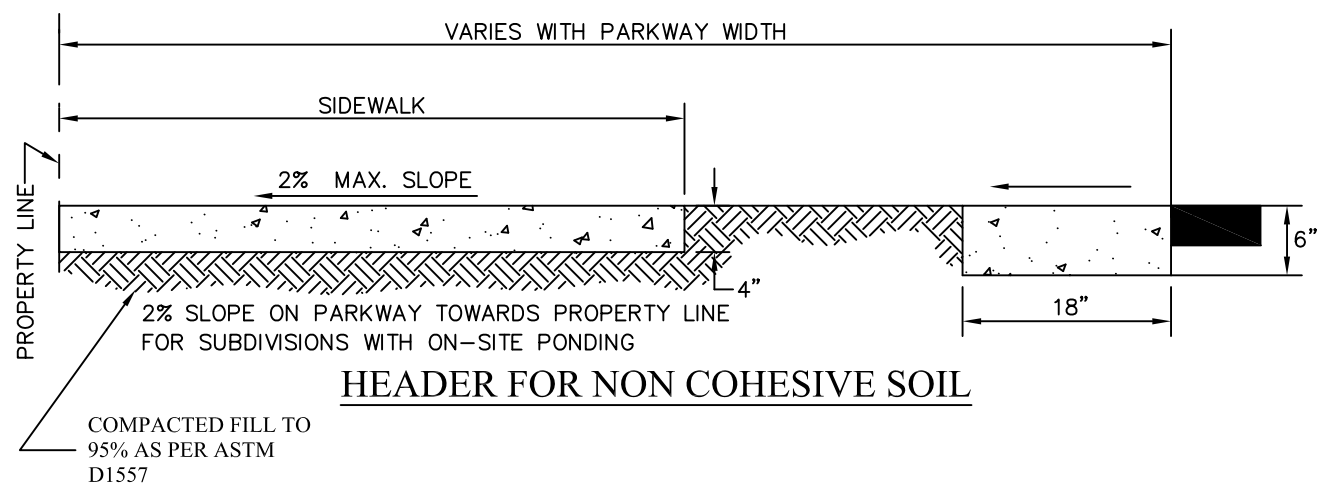 VARIES WITH PARKWAY WIDTH
SIDEWALK
2% MAX. SLOPE
PROPERTY LINE
6”
4”
18”
2% SLOPE ON PARKWAY TOWARDS PROPERTY LINE
FOR SUBDIVISIONS WITH ON-SITE PONDING
HEADER FOR NON COHESIVE SOIL
COMPACTED FILL TO
95% AS PER ASTM
D1557